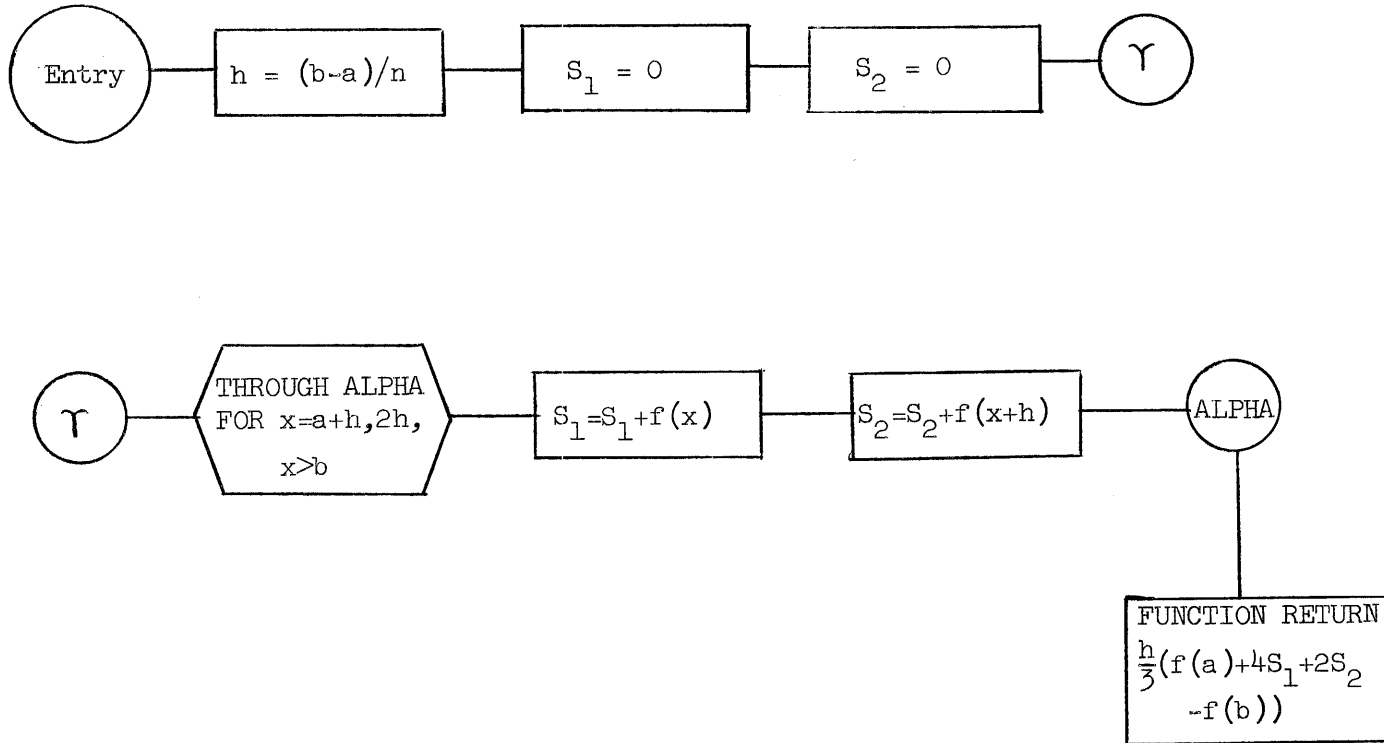 Entry
h = (b-a)/n
S₁ = 0
S₂ = 0
ϒ
ϒ
THROUGH ALPHA
FOR x=a+h,2h,
x>b
S₁=S₁+f(x)
S₂=S₂+f(x+h)
ALPHA
FUNCTION RETURN
h/3(f(a)+4S₁+2S₂
-f(b))